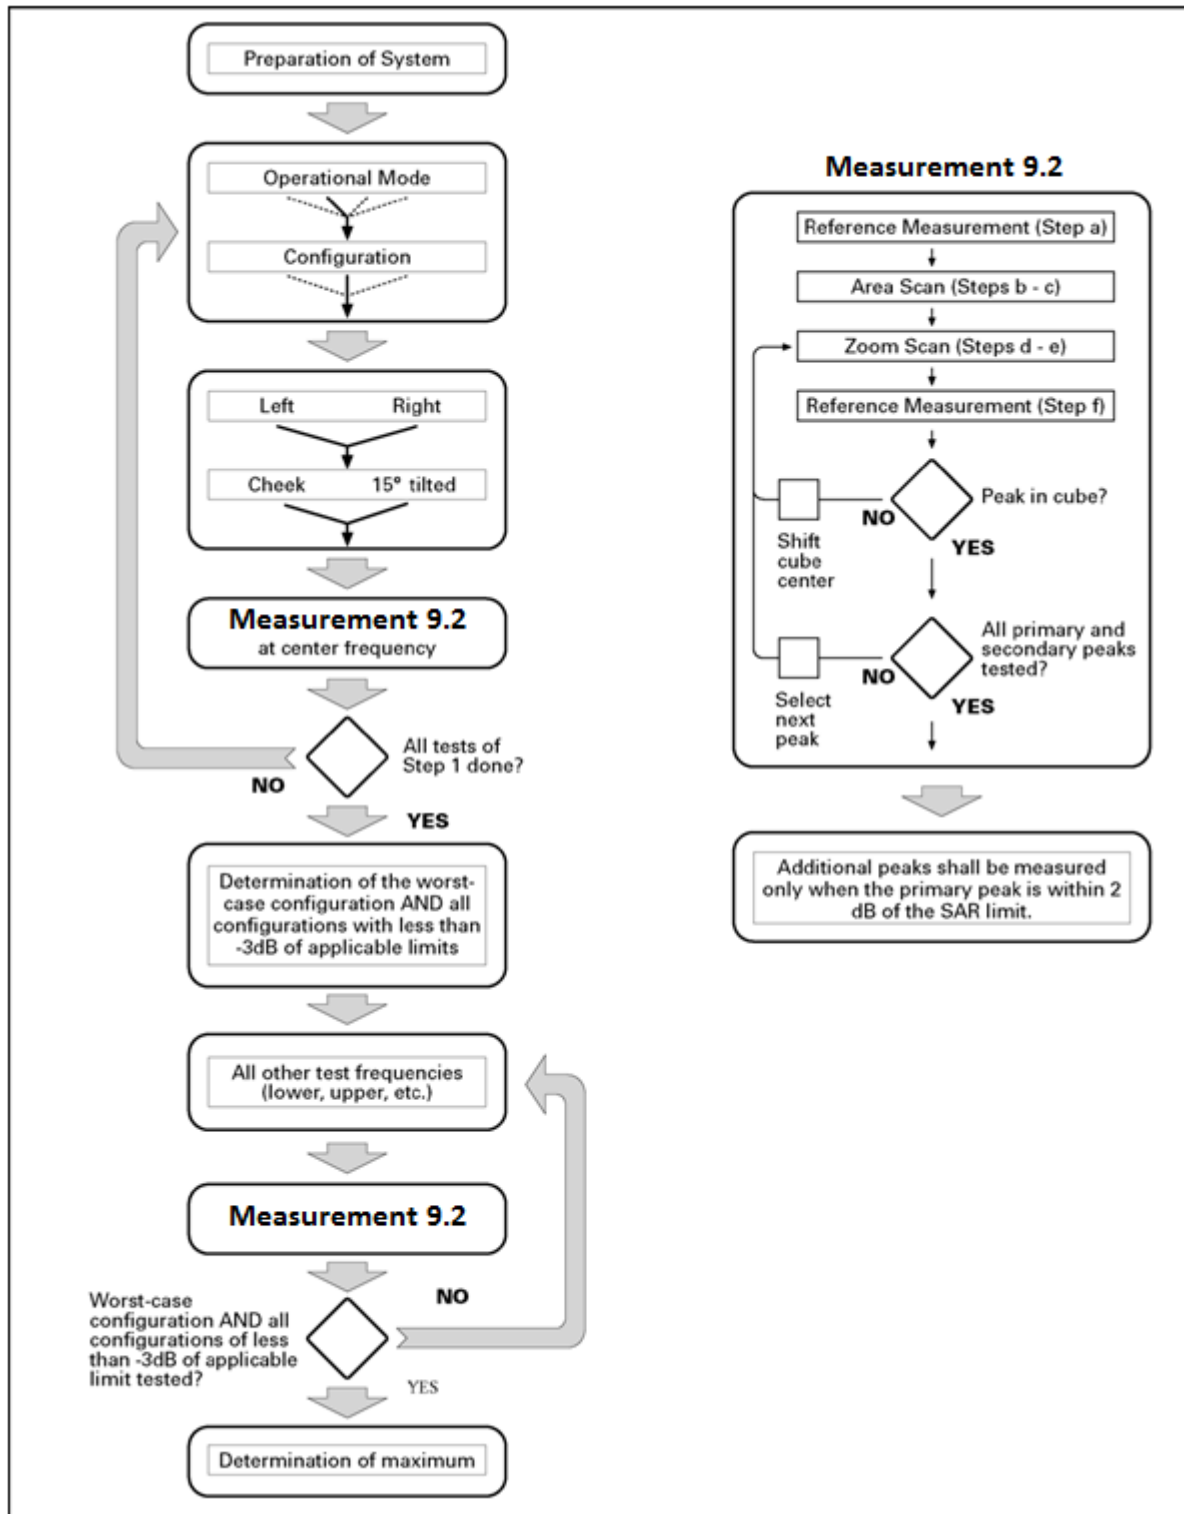 Preparation of System
Operational Mode
Configuration
Left Right
Cheek 15° tilted
Measurement 9.2
at center frequency
All tests of
Step 1 done?
NO
YES
Determination of the worst-
case configuration AND all
configurations with less than
-3dB of applicable limits
All other test frequencies
(lower, upper, etc.)
Measurement 9.2
NO
Worst-case
configuration AND all
configurations of less
than -3dB of applicable
limit tested?
YES
Determination of maximum
Measurement 9.2
Reference Measurement (Step a)
Area Scan (Steps b - c)
Zoom Scan (Steps d - e)
Reference Measurement (Step f)
Peak in cube?
NO
Shift
cube
center
YES
All primary and
secondary peaks
tested?
NO
Select
next
peak
YES
Additional peaks shall be measured
only when the primary peak is within 2
dB of the SAR limit.